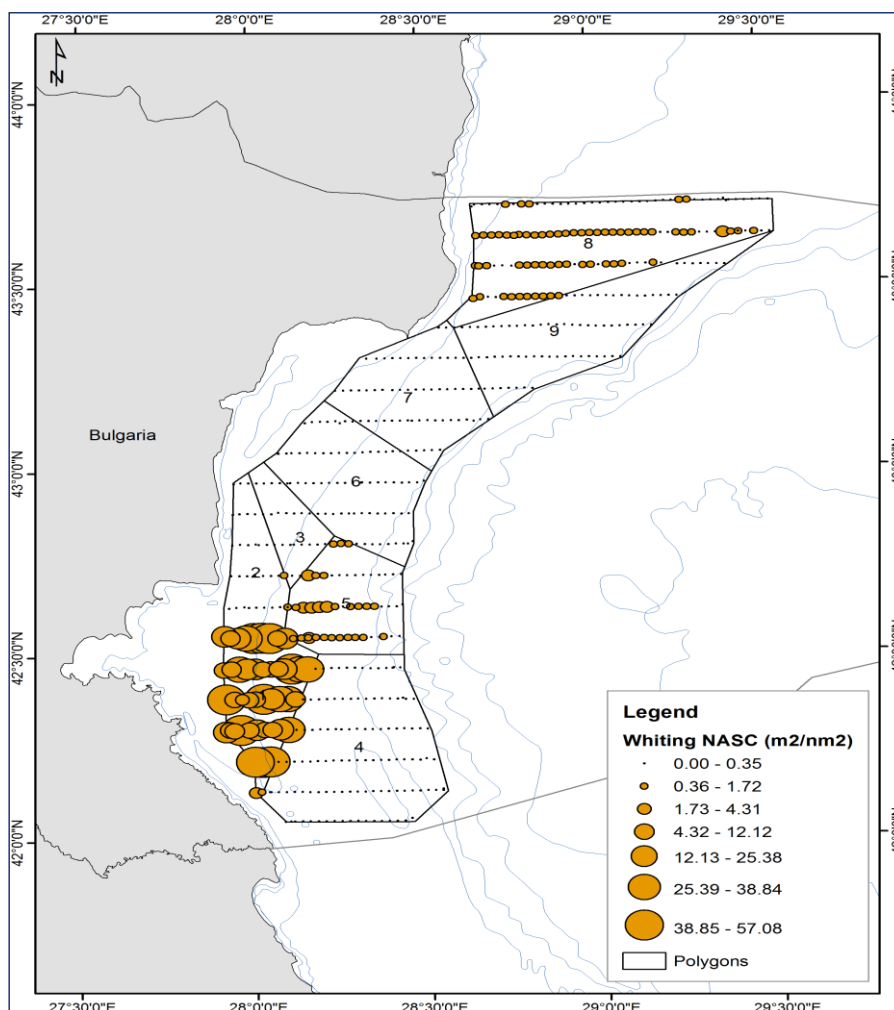 27°30'0"E 28°0'0"E 28°30'0"E 29°0'0"E 29°30'0"E
N
44°0'0"N
8
43°30'0"N
9
7
Bulgaria
43°0'0"N
6
3
2
5
42°30'0"N
4
42°0'0"N
Legend
Whiting NASC (m2/nm2)
0.00 - 0.35
0.36 - 1.72
1.73 - 4.31
4.32 - 12.12
12.13 - 25.38
25.39 - 38.84
38.85 - 57.08
Polygons
27°30'0"E 28°0'0"E 28°30'0"E 29°0'0"E 29°30'0"E